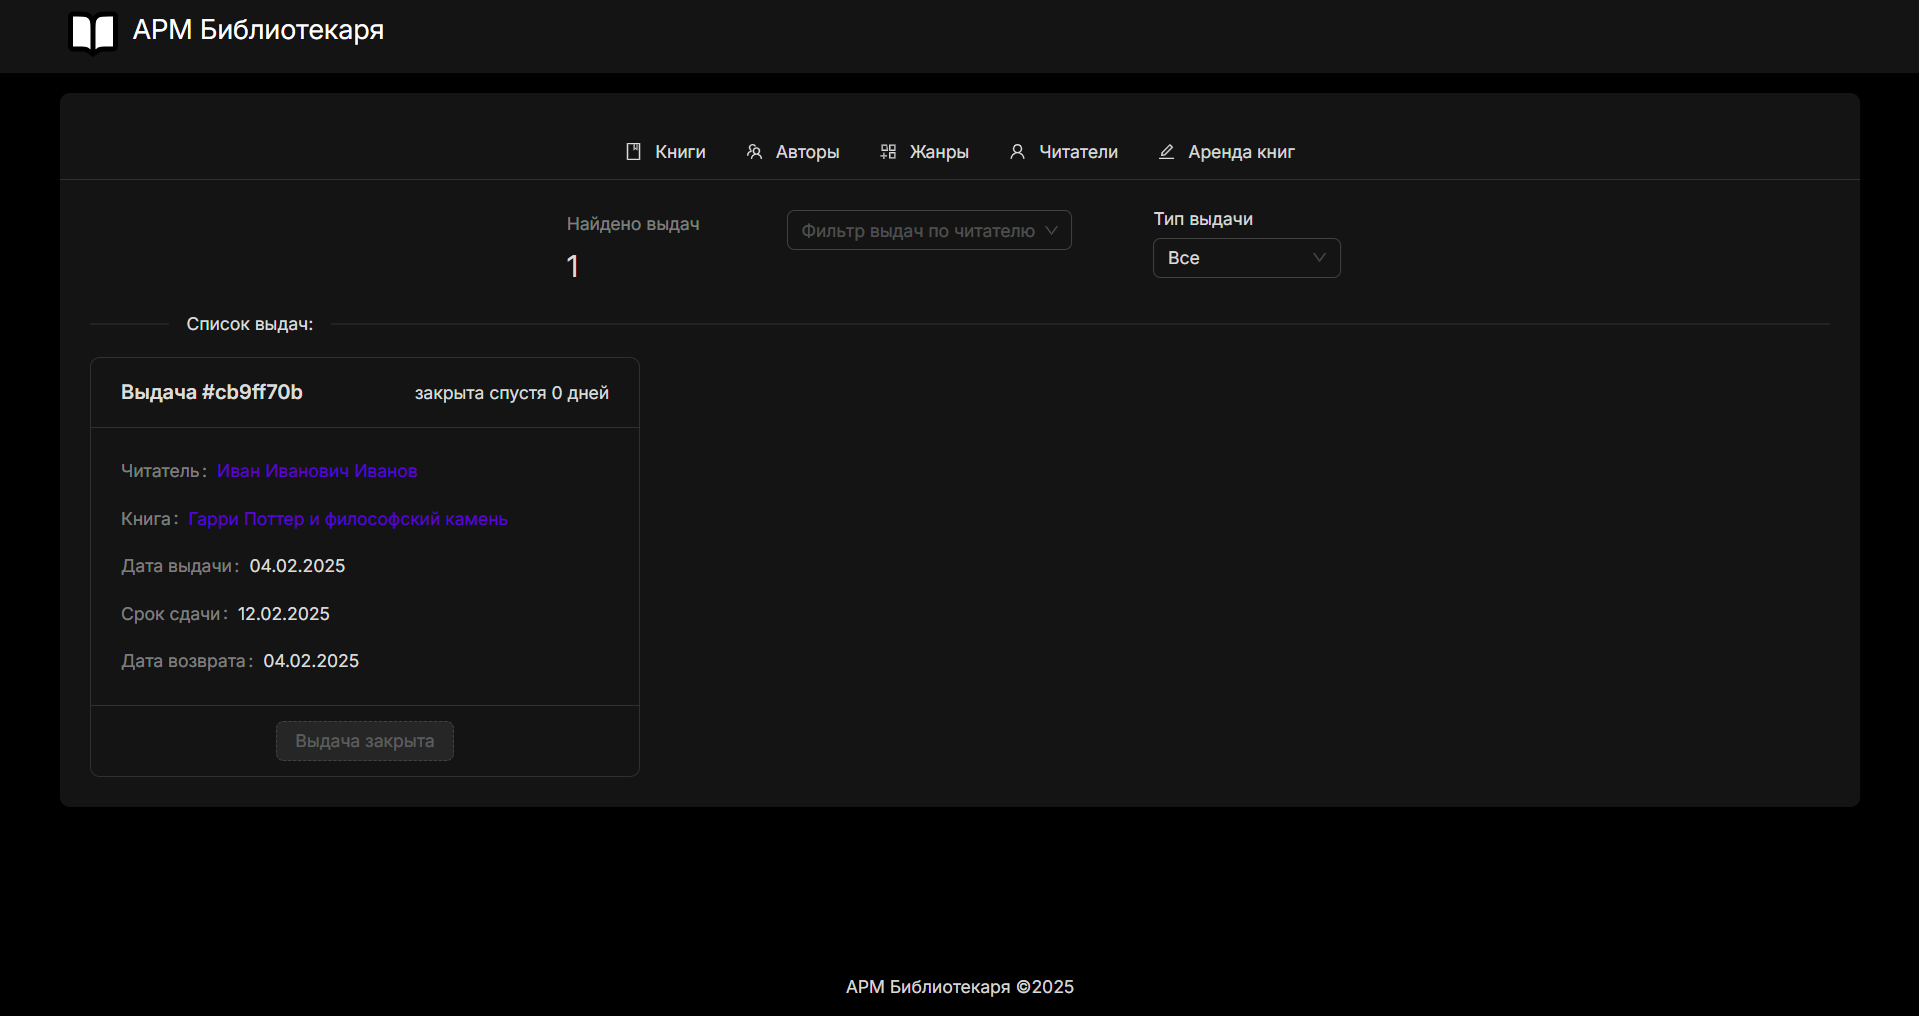 АРМ Библиотекаря
Книги Авторы Жанры Читатели Аренда книг
Найдено выдач
1
Фильтр выдач по читателю
Тип выдачи
Все
Список выдач:
Выдача #cb9ff70b закрыта спустя 0 дней
Читатель: Иван Иванович Иванов
Книга: Гарри Поттер и философский камень
Дата выдачи: 04.02.2025
Срок сдачи: 12.02.2025
Дата возврата: 04.02.2025
Выдача закрыта
АРМ Библиотекаря ©2025